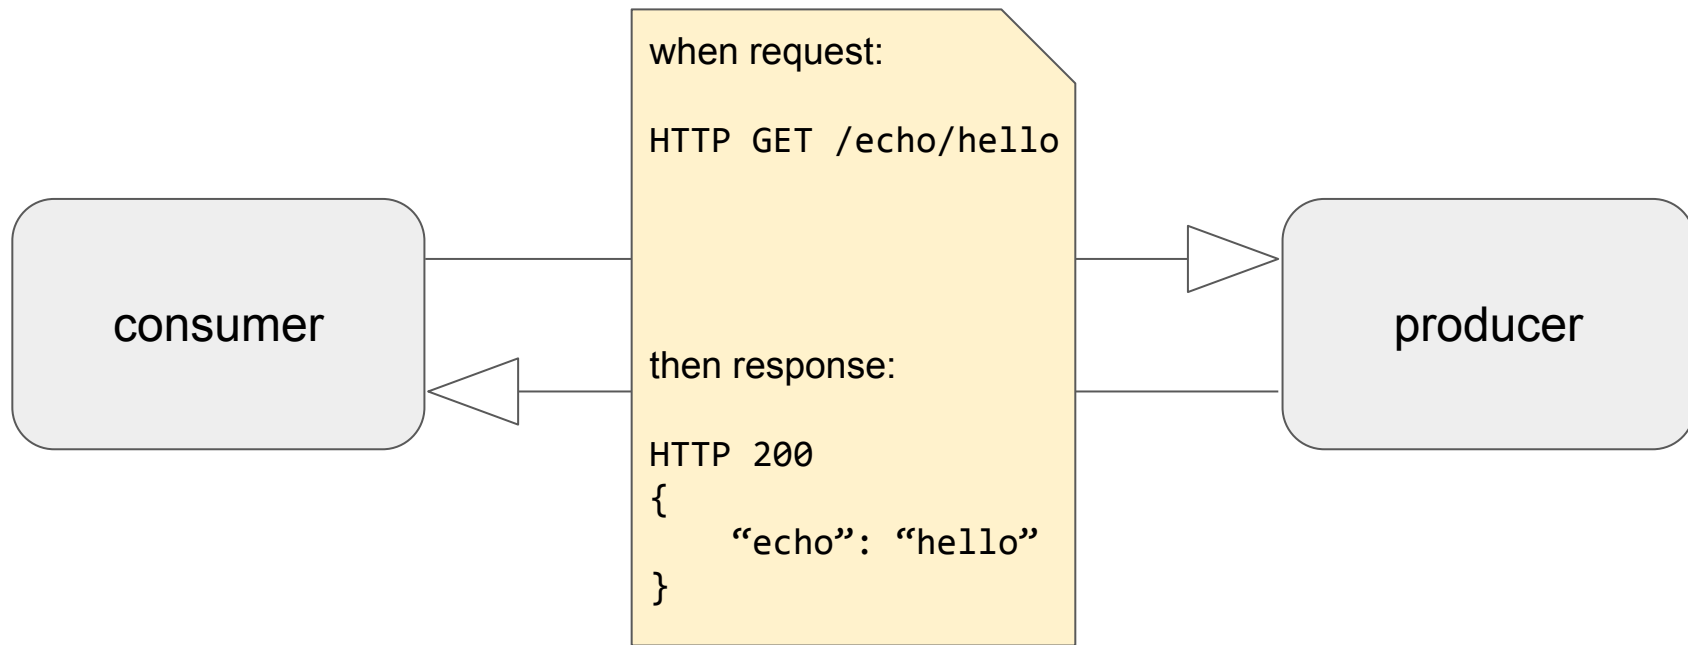 when request:
HTTP GET /echo/hello
consumer
producer
then response:
HTTP 200
{
    “echo”: “hello”
}